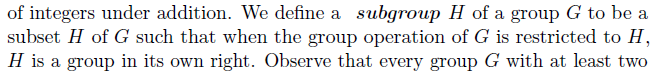 of integers under addition. We define a subgroup H of a group G to be a
subset H of G such that when the group operation of G is restricted to H,
H is a group in its own right. Observe that every group G with at least two